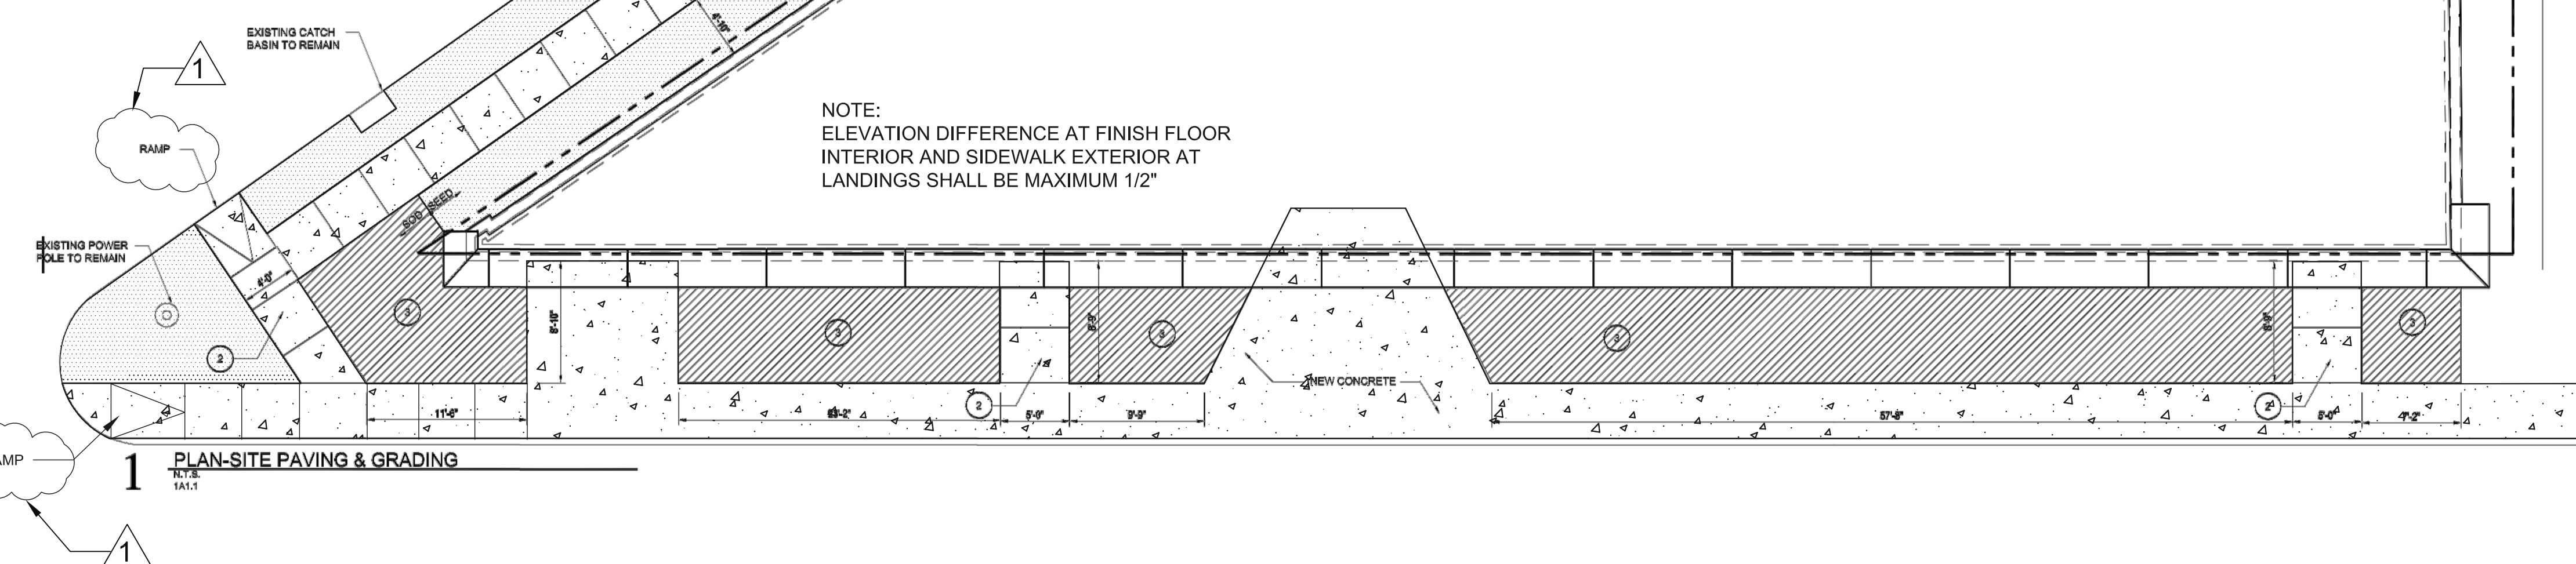 EXISTING CATCH
BASIN TO REMAIN
1
RAMP
4'-10"
NOTE:
ELEVATION DIFFERENCE AT FINISH FLOOR
INTERIOR AND SIDEWALK EXTERIOR AT
LANDINGS SHALL BE MAXIMUM 1/2"
SOD SEED
EXISTING POWER
POLE TO REMAIN
4'-0"
3
3
3
3
3
8'-10"
2
NEW CONCRETE
2
2
11'-6"
5'-0"
9'-9"
57'-8"
5'-0"
1
PLAN-SITE PAVING & GRADING
N.T.S.
1A1.1
AMP
1